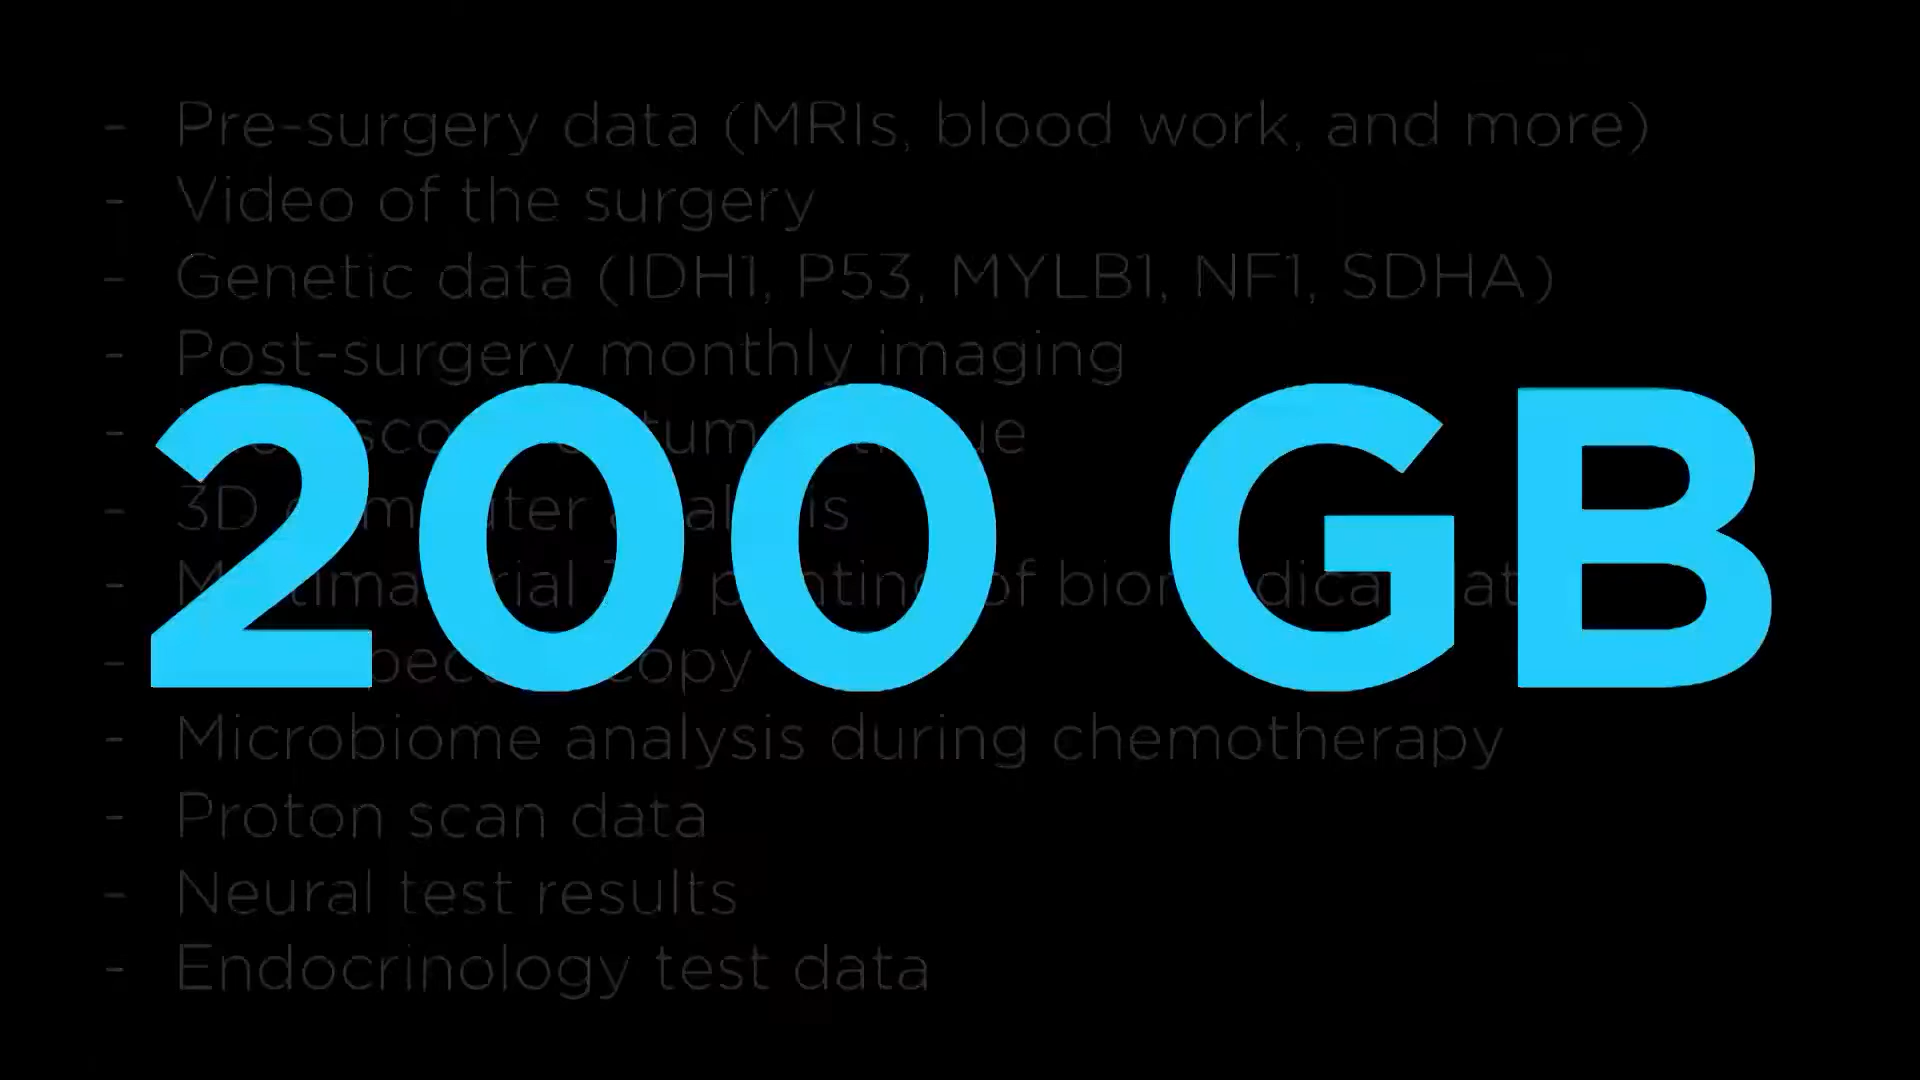 - Pre-surgery data (MRIs, blood work, and more)
- Video of the surgery
- Genetic data (IDH1, P53, MYLB1, NF1, SDHA)
- Post-surgery monthly imaging
200 GB
- 3D
- of
-
- Microbiome analysis during chemotherapy
- Proton scan data
- Neural test results
- Endocrinology test data